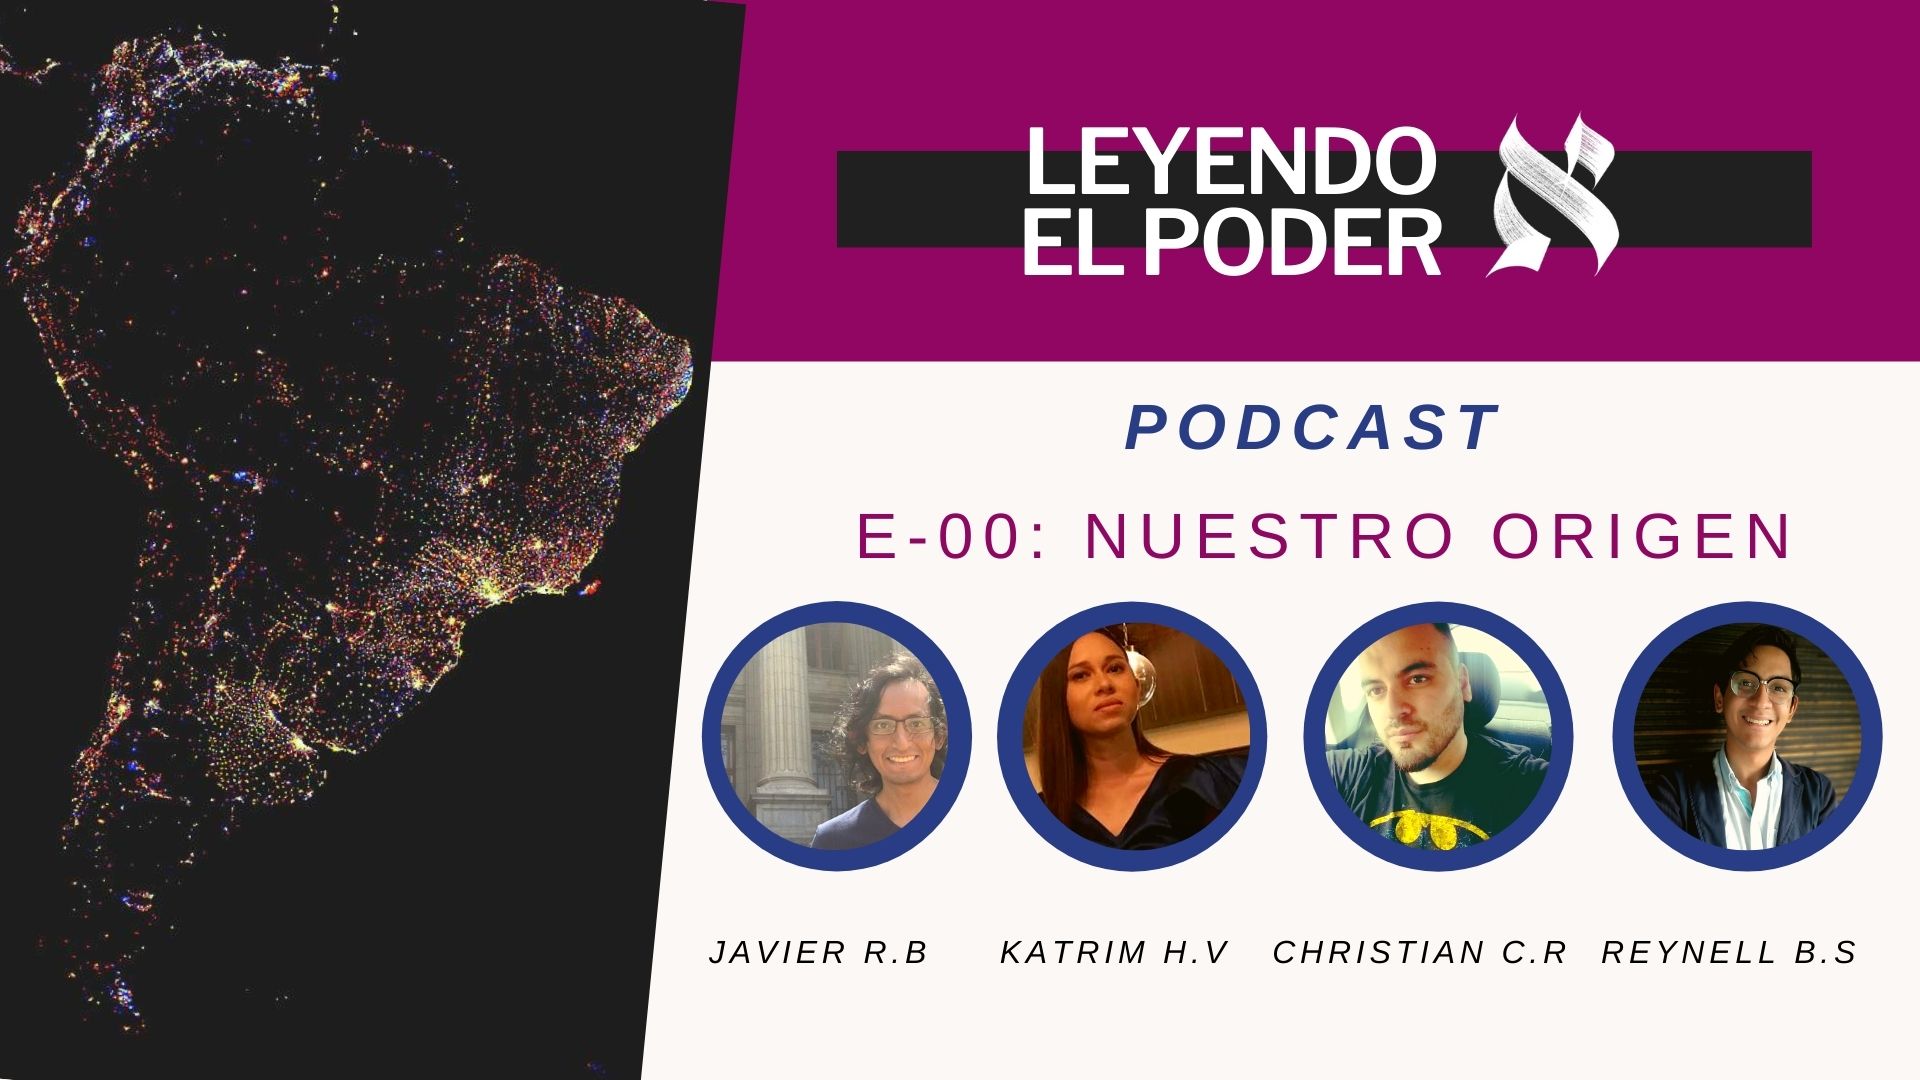 LEYENDO
EL PODER
א
PODCAST
E-00: NUESTRO ORIGEN
JAVIER R.B
KATRIM H.V
CHRISTIAN C.R
REYNELL B.S